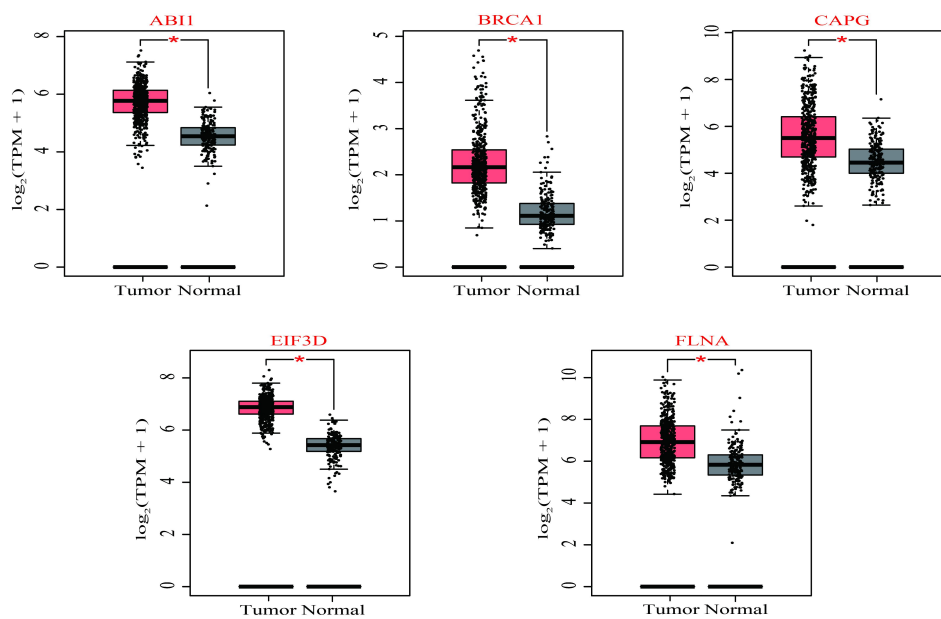 ABI1
*
log2(TPM + 1)
8
6
4
2
0
Tumor Normal
BRCA1
*
log2(TPM + 1)
5
4
3
2
1
0
Tumor Normal
CAPG
*
log2(TPM + 1)
10
8
6
4
2
0
Tumor Normal
EIF3D
*
log2(TPM + 1)
8
6
4
2
0
Tumor Normal
FLNA
*
log2(TPM + 1)
10
8
6
4
2
0
Tumor Normal